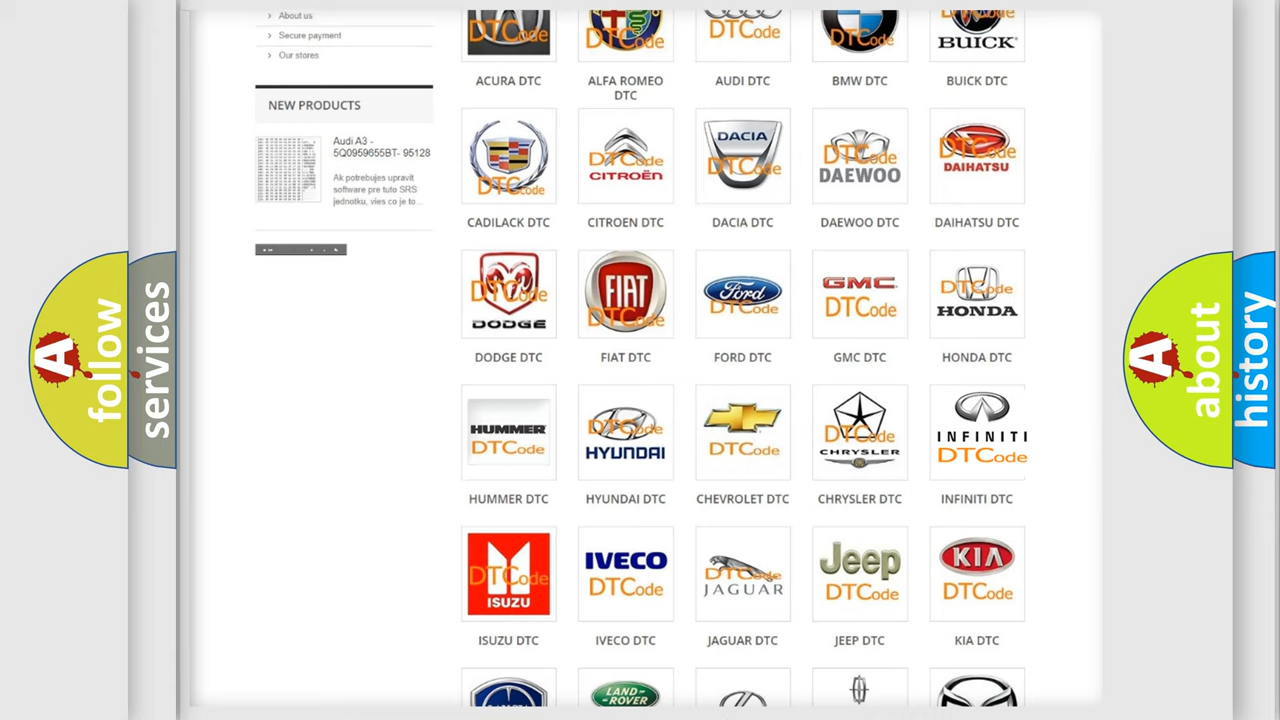 About us
Secure payment
Our stores
NEW PRODUCTS
Audi A3 -
5Q0959655BT- 95128
Ak potrebujes upravit
software pre tuto SRS
jednotku, vies co je to...
DTCode
DTCode
DTCode
DTCode
BUICK
ACURA DTC
ALFA ROMEO
DTC
AUDI DTC
BMW DTC
BUICK DTC
DTCode
DTCode
CITROËN
DACIA
DTCode
DTCode
DAEWOO
DTCode
DAIHATSU
CADILACK DTC
CITROEN DTC
DACIA DTC
DAEWOO DTC
DAIHATSU DTC
DTCode
DODGE
FIAT
DTCode
Ford
DTCode
GMC
DTCode
DTCode
HONDA
DODGE DTC
FIAT DTC
FORD DTC
GMC DTC
HONDA DTC
HUMMER
DTCode
DTCode
HYUNDAI
DTCode
DTCode
CHRYSLER
INFINITI
DTCode
HUMMER DTC
HYUNDAI DTC
CHEVROLET DTC
CHRYSLER DTC
INFINITI DTC
DTCode
ISUZU
IVECO
DTCode
DTCode
JAGUAR
Jeep
DTCode
KIA
DTCode
ISUZU DTC
IVECO DTC
JAGUAR DTC
JEEP DTC
KIA DTC
LAND-
ROVER
A follow
services
A about
history